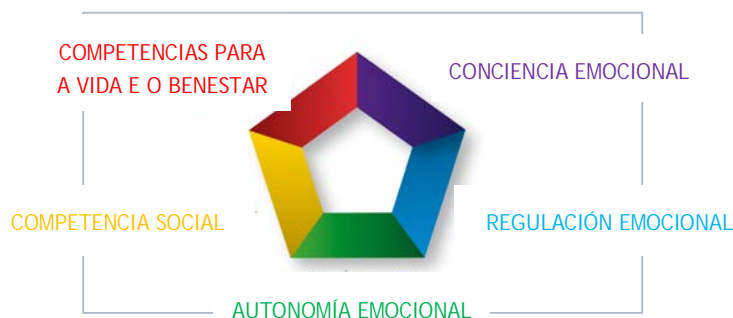 COMPETENCIAS PARA
A VIDA E O BENESTAR
CONCIENCIA EMOCIONAL
COMPETENCIA SOCIAL
REGULACIÓN EMOCIONAL
AUTONOMÍA EMOCIONAL